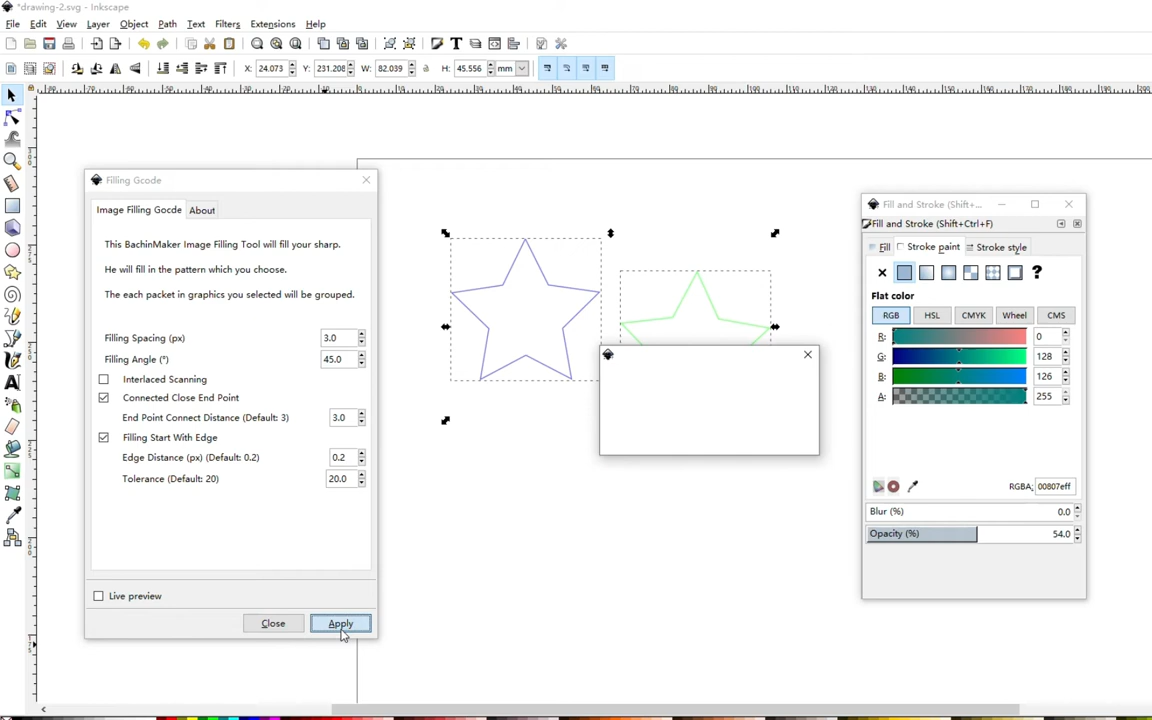 *drawing-2.svg - Inkscape
File Edit View Layer Object Path Text Filters Extensions Help
X: 24.073 Y: 231.208 W: 82.039 H: 45.556 mm
Filling Gcode
Image Filling Gocde About
This BachinMaker Image Filling Tool will fill your sharp.
He will fill in the pattern which you choose.
The each packet in graphics you selected will be grouped.
Filling Spacing (px) 3.0
Filling Angle (°) 45.0
Interlaced Scanning
Connected Close End Point
End Point Connect Distance (Default: 3) 3.0
Filling Start With Edge
Edge Distance (px) (Default: 0.2) 0.2
Tolerance (Default: 20) 20.0
Live preview
Close Apply
Fill and Stroke (Shift+...
Fill and Stroke (Shift+Ctrl+F)
Fill Stroke paint Stroke style
?
Flat color
RGB HSL CMYK Wheel CMS
R: 0
G: 128
B: 126
A: 255
RGBA: 00807eff
Blur (%) 0.0
Opacity (%) 54.0